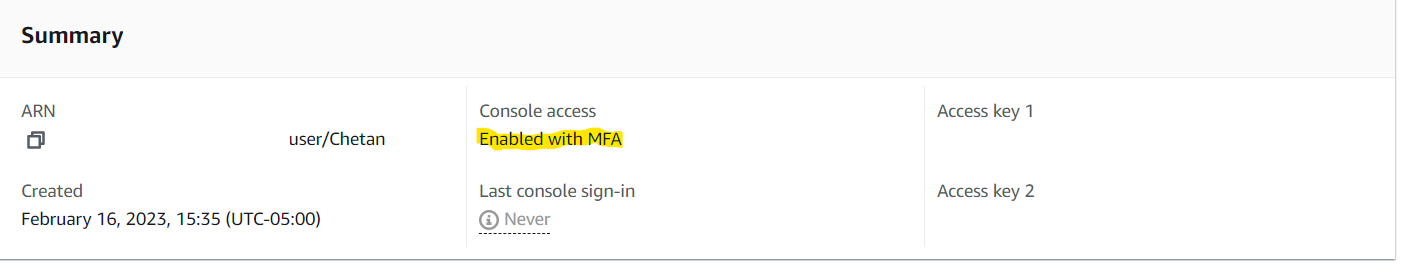 Summary
ARN
user/Chetan
Created
February 16, 2023, 15:35 (UTC-05:00)
Console access
Enabled with MFA
Last console sign-in
Never
Access key 1
Access key 2